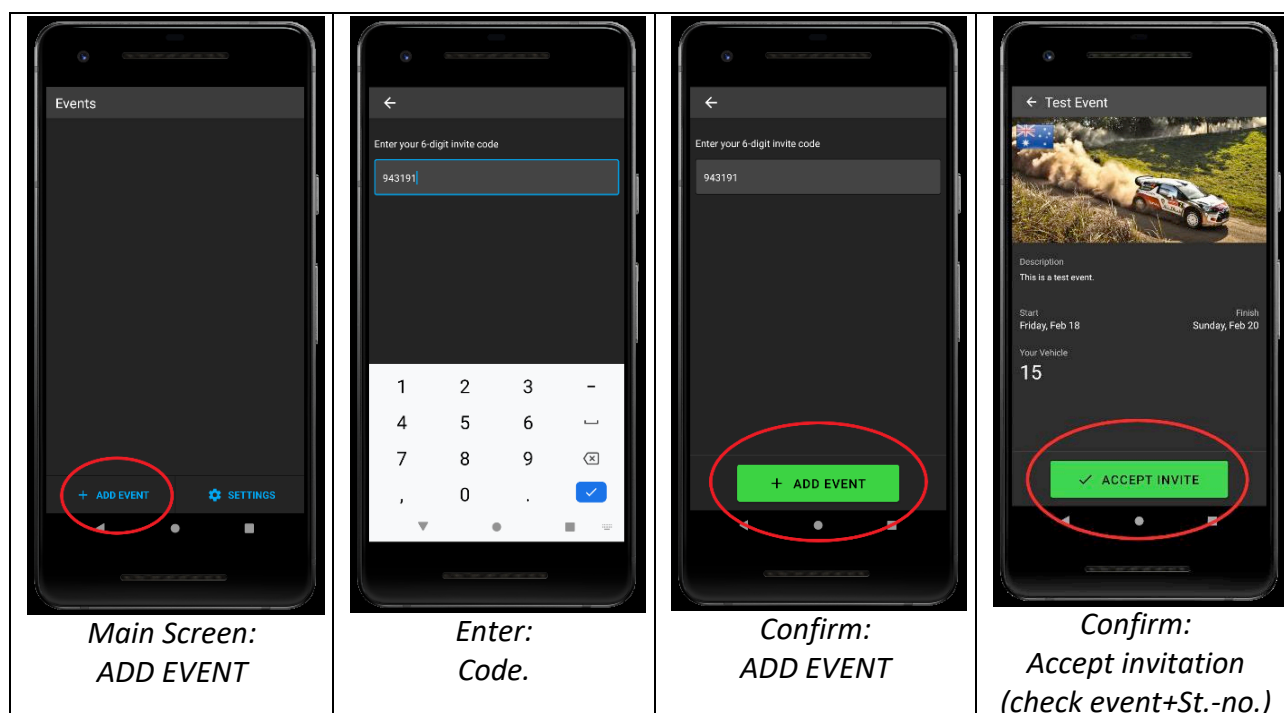 Events
+ ADD EVENT
SETTINGS
Main Screen:
ADD EVENT
Enter your 6-digit invite code
943191
1 2 3 -
4 5 6
7 8 9
, 0 .
Enter:
Code.
Enter your 6-digit invite code
943191
+ ADD EVENT
Confirm:
ADD EVENT
Test Event
Description
This is a test event.
Start Finish
Friday, Feb 18 Sunday, Feb 20
Your Vehicle
15
ACCEPT INVITE
Confirm:
Accept invitation
(check event+St.-no.)